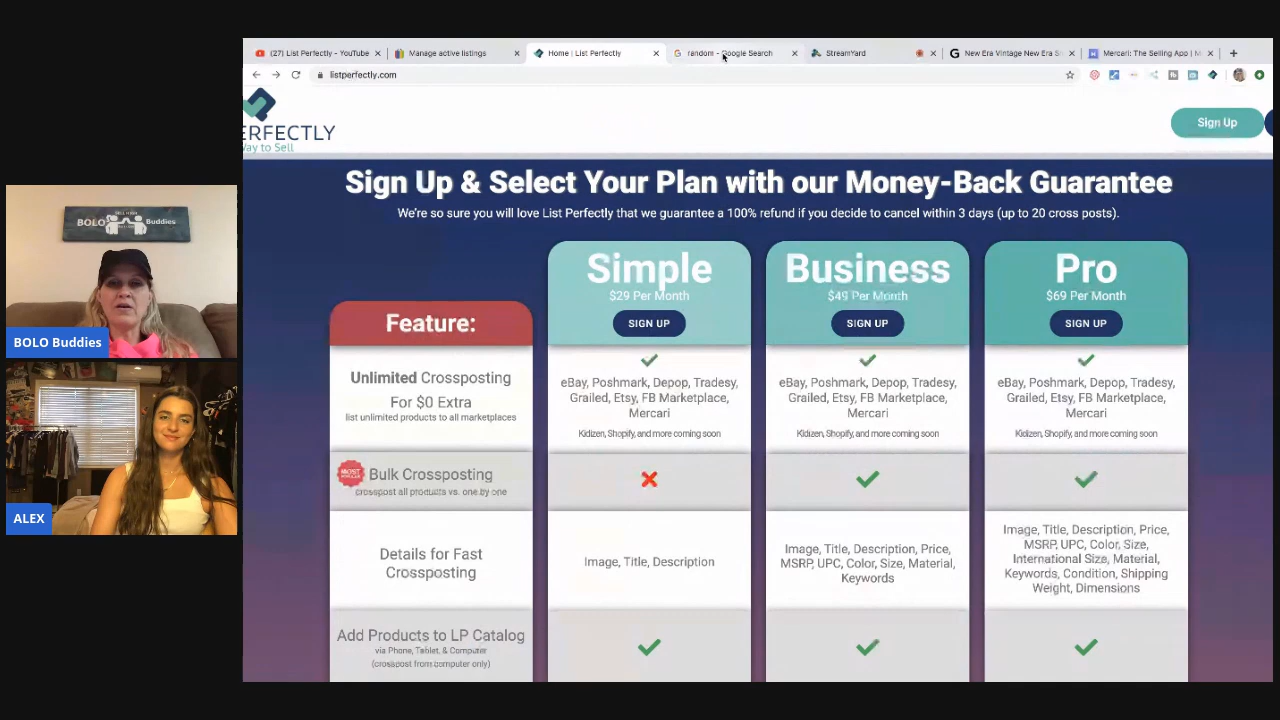 (27) List Perfectly - YouTube
Manage active listings
Home | List Perfectly
random - Google Search
StreamYard
New Era Vintage New Era S
Mercari: The Selling App | M
listperfectly.com
ERFECTLY
Way to Sell
Sign Up
Sign Up & Select Your Plan with our Money-Back Guarantee
We're so sure you will love List Perfectly that we guarantee a 100% refund if you decide to cancel within 3 days (up to 20 cross posts).
Feature:
Simple
$29 Per Month
SIGN UP
Business
$49 Per Month
SIGN UP
Pro
$69 Per Month
SIGN UP
Unlimited Crossposting
For $0 Extra
list unlimited products to all marketplaces
eBay, Poshmark, Depop, Tradesy,
Grailed, Etsy, FB Marketplace,
Mercari
Kidizen, Shopify, and more coming soon
eBay, Poshmark, Depop, Tradesy,
Grailed, Etsy, FB Marketplace,
Mercari
Kidizen, Shopify, and more coming soon
eBay, Poshmark, Depop, Tradesy,
Grailed, Etsy, FB Marketplace,
Mercari
Kidizen, Shopify, and more coming soon
MOST
POPULAR
Bulk Crossposting
crosspost all products vs. one by one
Details for Fast
Crossposting
Image, Title, Description
Image, Title, Description, Price,
MSRP, UPC, Color, Size, Material,
Keywords
Image, Title, Description, Price,
MSRP, UPC, Color, Size,
International Size, Material,
Keywords, Condition, Shipping
Weight, Dimensions
Add Products to LP Catalog
via Phone, Tablet, & Computer
(crosspost from computer only)
BOLO
Buddies
BOLO Buddies
ALEX